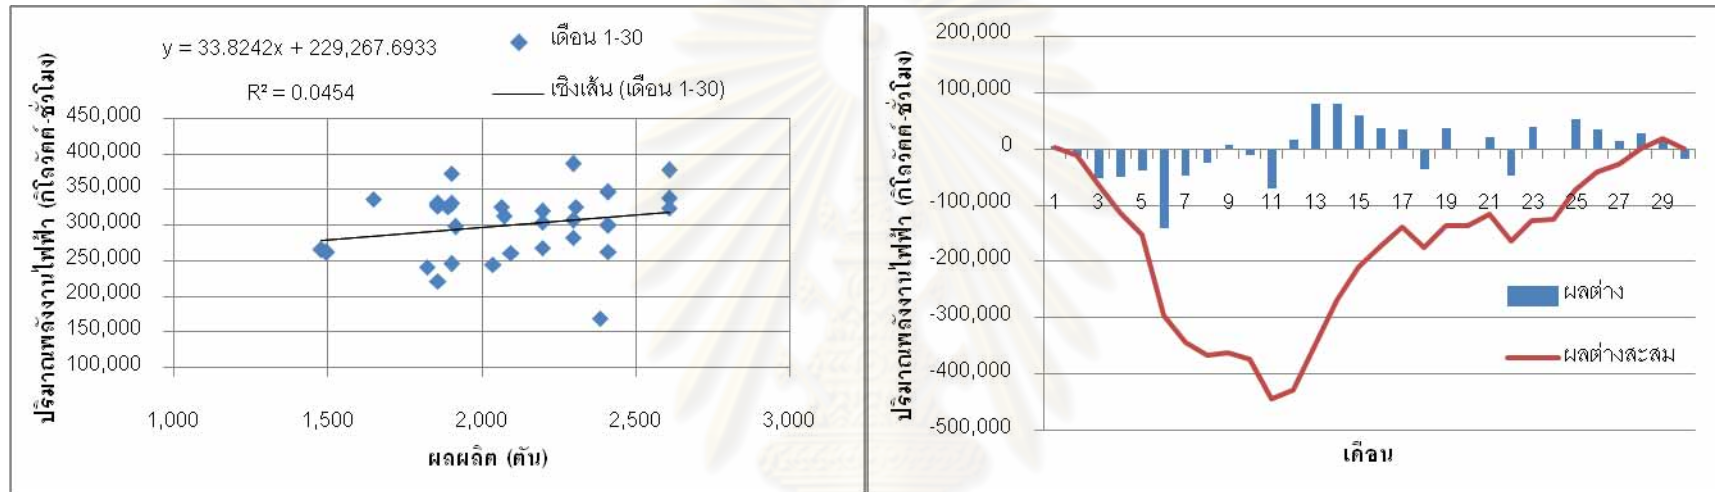 y = 33.8242x + 229,267.6933
R² = 0.0454
เดือน 1-30
เชิงเส้น (เดือน 1-30)
ปริมาณพลังงานไฟฟ้า (กิโลวัตต์-ชั่วโมง)
450,000
400,000
350,000
300,000
250,000
200,000
150,000
100,000
1,000 1,500 2,000 2,500 3,000
ผลผลิต (ตัน)
ปริมาณพลังงานไฟฟ้า (กิโลวัตต์-ชั่วโมง)
200,000
100,000
0
-100,000
-200,000
-300,000
-400,000
-500,000
1 3 5 7 9 11 13 15 17 19 21 23 25 27 29
ผลต่าง
ผลต่างสะสม
เดือน